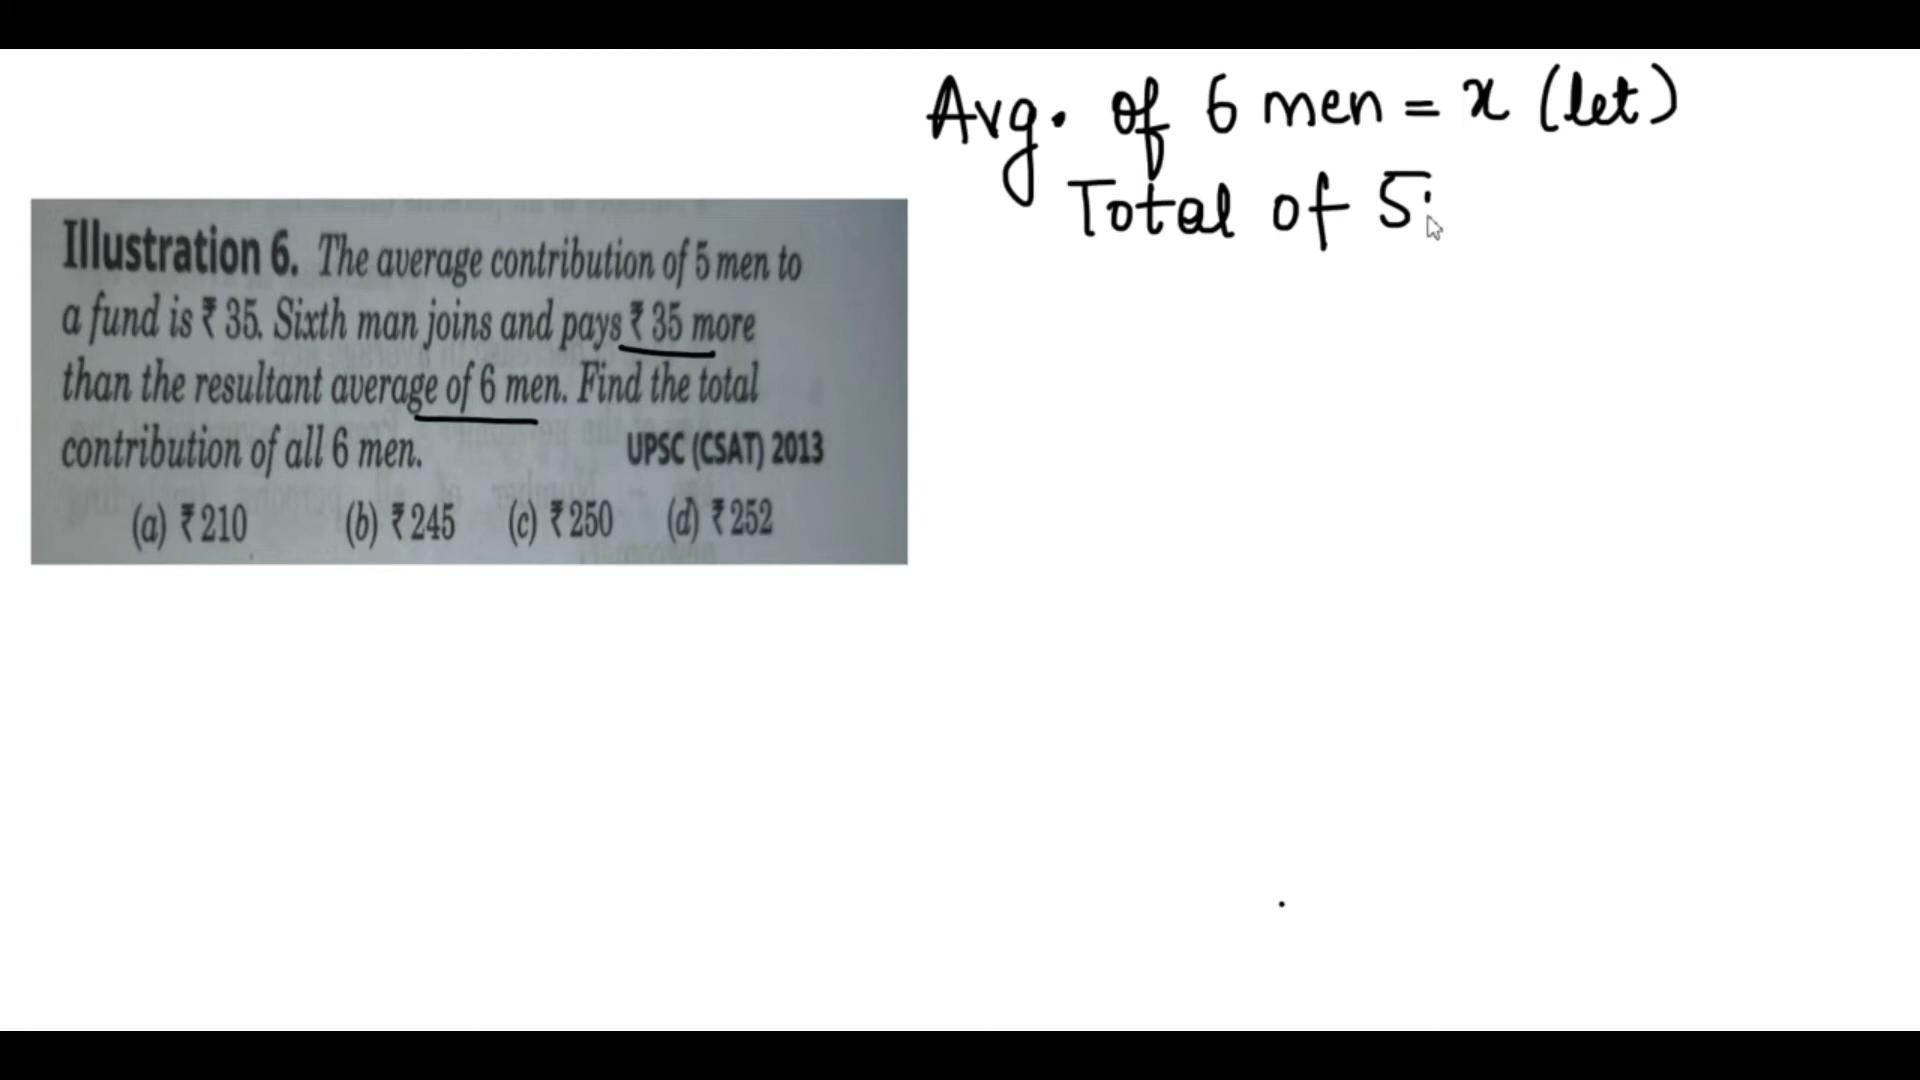 Avg. of 6 men = x (let)
Total of 5
Illustration 6. The average contribution of 5 men to
a fund is ₹ 35. Sixth man joins and pays ₹ 35 more
than the resultant average of 6 men. Find the total
contribution of all 6 men. UPSC (CSAT) 2013
(a) ₹ 210 (b) ₹ 245 (c) ₹ 250 (d) ₹ 252